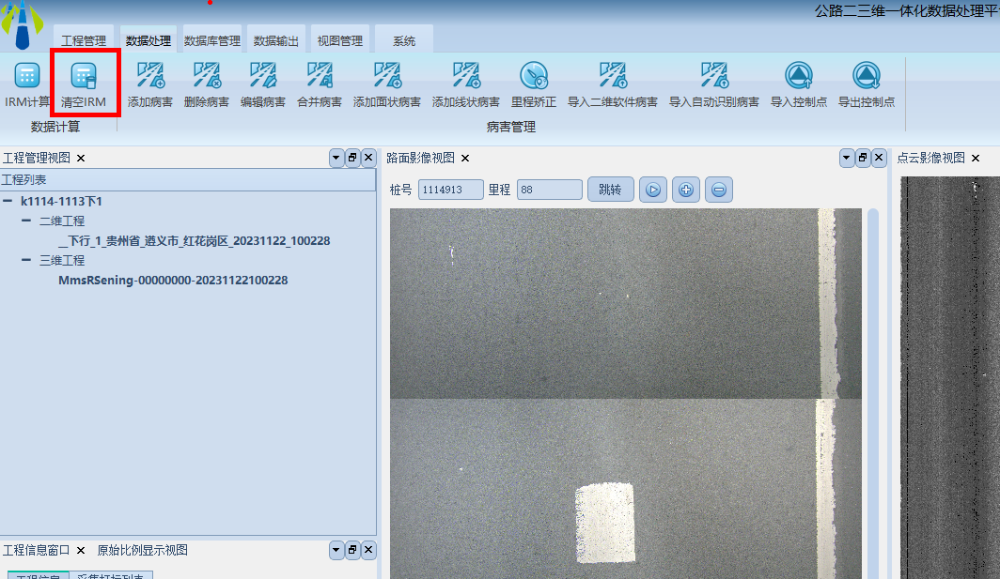 公路二三维一体化数据处理平
工程管理 数据处理 数据库管理 数据输出 视图管理 系统
IRM计算 清空IRM 添加病害 删除病害 编辑病害 合并病害 添加面状病害 添加线状病害 里程矫正 导入二维软件病害 导入自动识别病害 导入控制点 导出控制点
数据计算 病害管理
工程管理视图 路面影像视图 点云影像视图
工程列表
桩号 1114913 里程 88 跳转
k1114-1113下1
二维工程
__下行_1_贵州省_遵义市_红花岗区_20231122_100228
三维工程
MmsRSening-00000000-20231122100228
工程信息窗口 原始比例显示视图
工程信息 采集打标列表